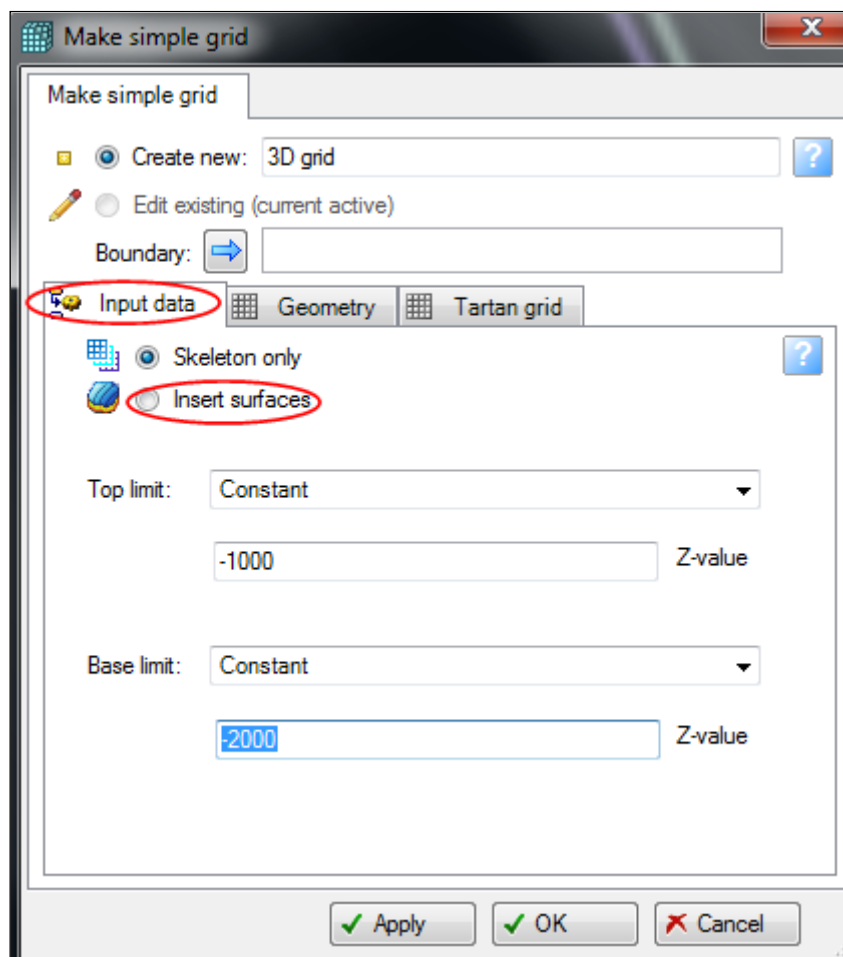 Make simple grid
X
Make simple grid
Create new: 3D grid ?
Edit existing (current active)
Boundary:
Input data Geometry Tartan grid
Skeleton only ?
Insert surfaces
Top limit: Constant
-1000 Z-value
Base limit: Constant
-2000 Z-value
Apply OK Cancel